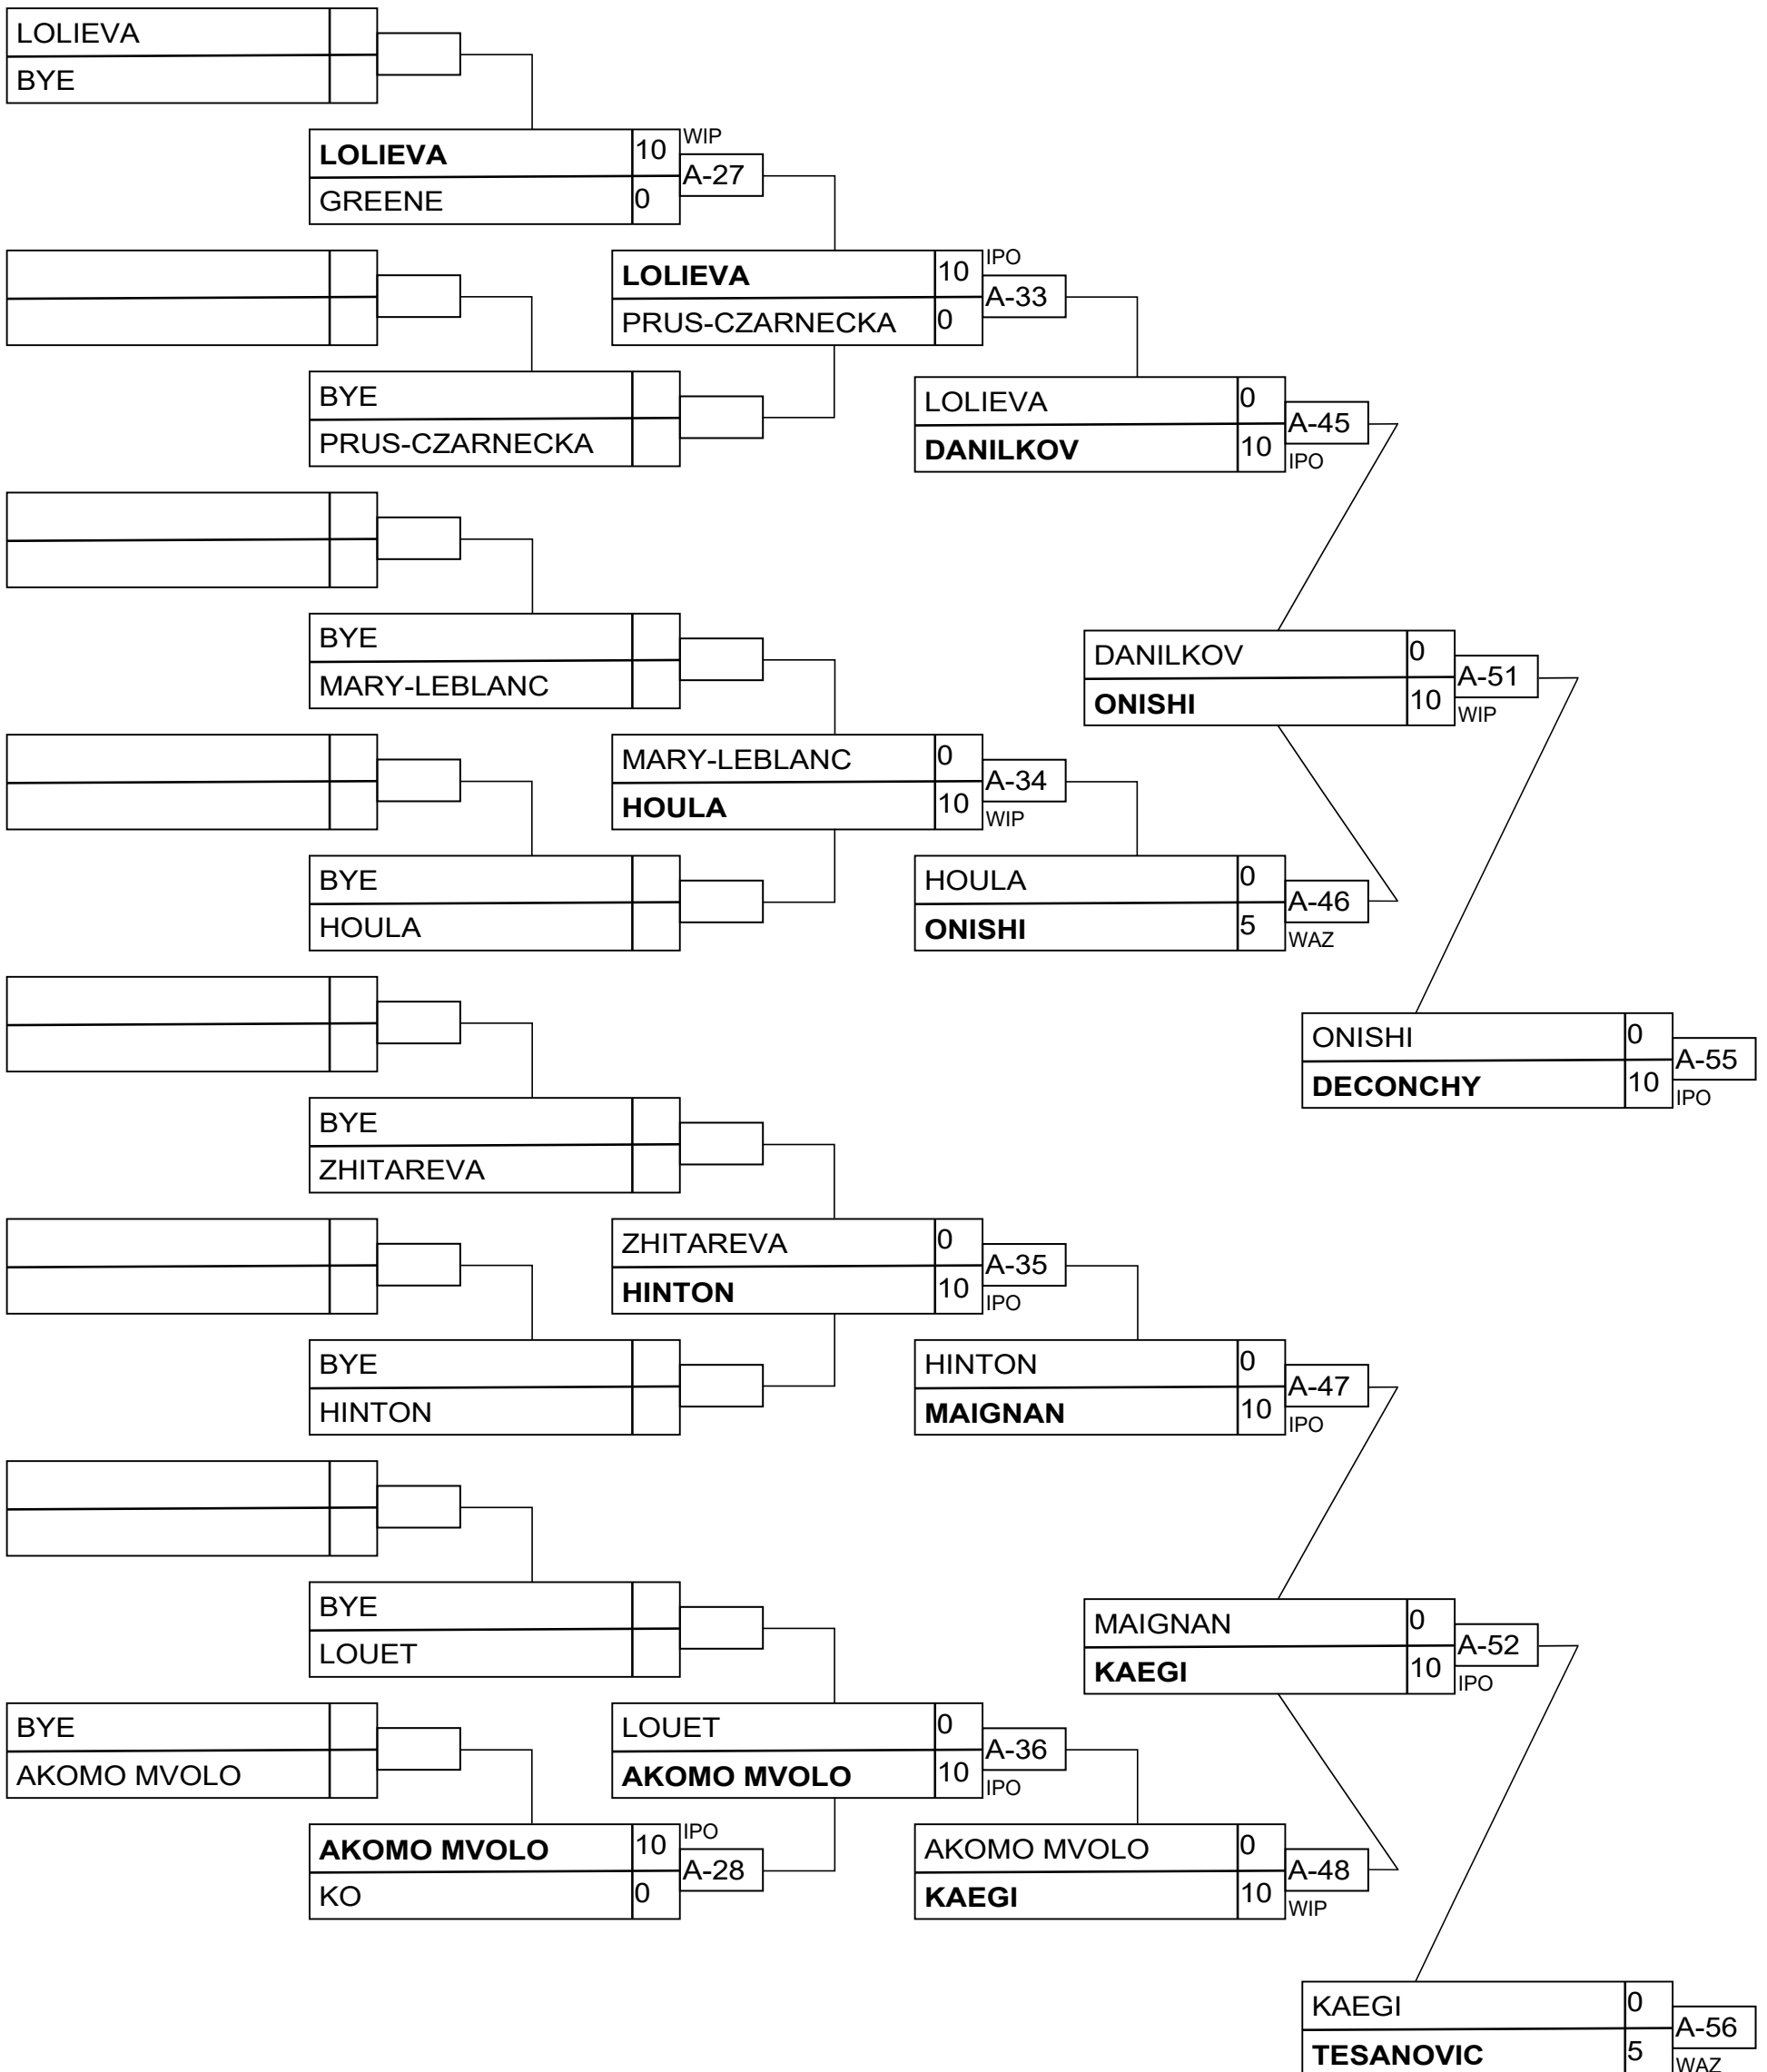 LOLIEVA
BYE
WIP
LOLIEVA 10
A-27
GREENE 0
IPO
LOLIEVA 10
A-33
PRUS-CZARNECKA 0
BYE
PRUS-CZARNECKA
LOLIEVA 0
A-45
DANILKOV 10
IPO
BYE
MARY-LEBLANC
DANILKOV 0
A-51
ONISHI 10
WIP
MARY-LEBLANC 0
A-34
HOULA 10
WIP
BYE
HOULA
HOULA 0
A-46
ONISHI 5
WAZ
ONISHI 0
A-55
DECONCHY 10
IPO
BYE
ZHITAREVA
ZHITAREVA 0
A-35
HINTON 10
IPO
BYE
HINTON
HINTON 0
A-47
MAIGNAN 10
IPO
BYE
LOUET
MAIGNAN 0
A-52
KAEGI 10
IPO
BYE
AKOMO MVOLO
LOUET 0
A-36
AKOMO MVOLO 10
IPO
IPO
AKOMO MVOLO 10
A-28
KO 0
AKOMO MVOLO 0
A-48
KAEGI 10
WIP
KAEGI 0
A-56
TESANOVIC 5
WAZ